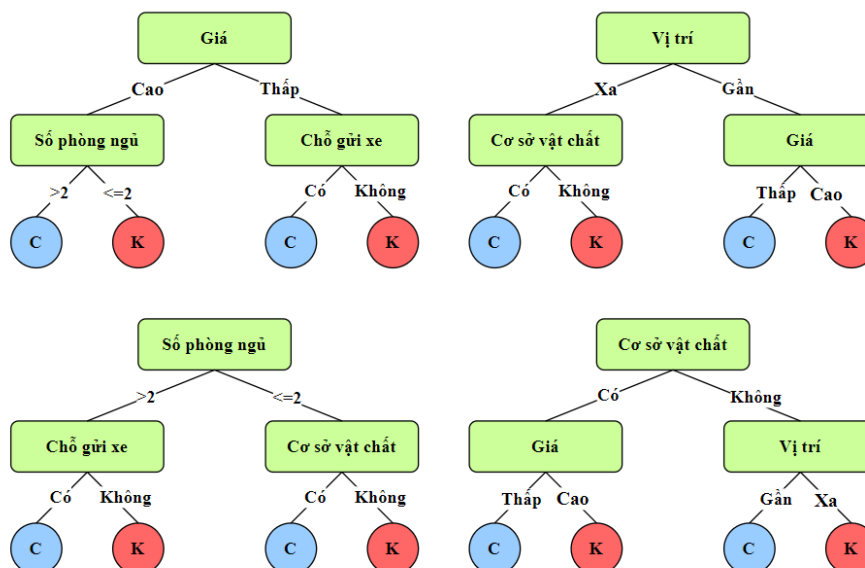 Giá
Cao
Thấp
Số phòng ngủ
Chỗ gửi xe
>2
<=2
Có
Không
C
K
C
K
Vị trí
Xa
Gần
Cơ sở vật chất
Giá
Có
Không
Thấp
Cao
C
K
C
K
Số phòng ngủ
>2
<=2
Chỗ gửi xe
Cơ sở vật chất
Có
Không
Có
Không
C
K
C
K
Cơ sở vật chất
Có
Không
Giá
Vị trí
Thấp
Cao
Gần
Xa
C
K
C
K